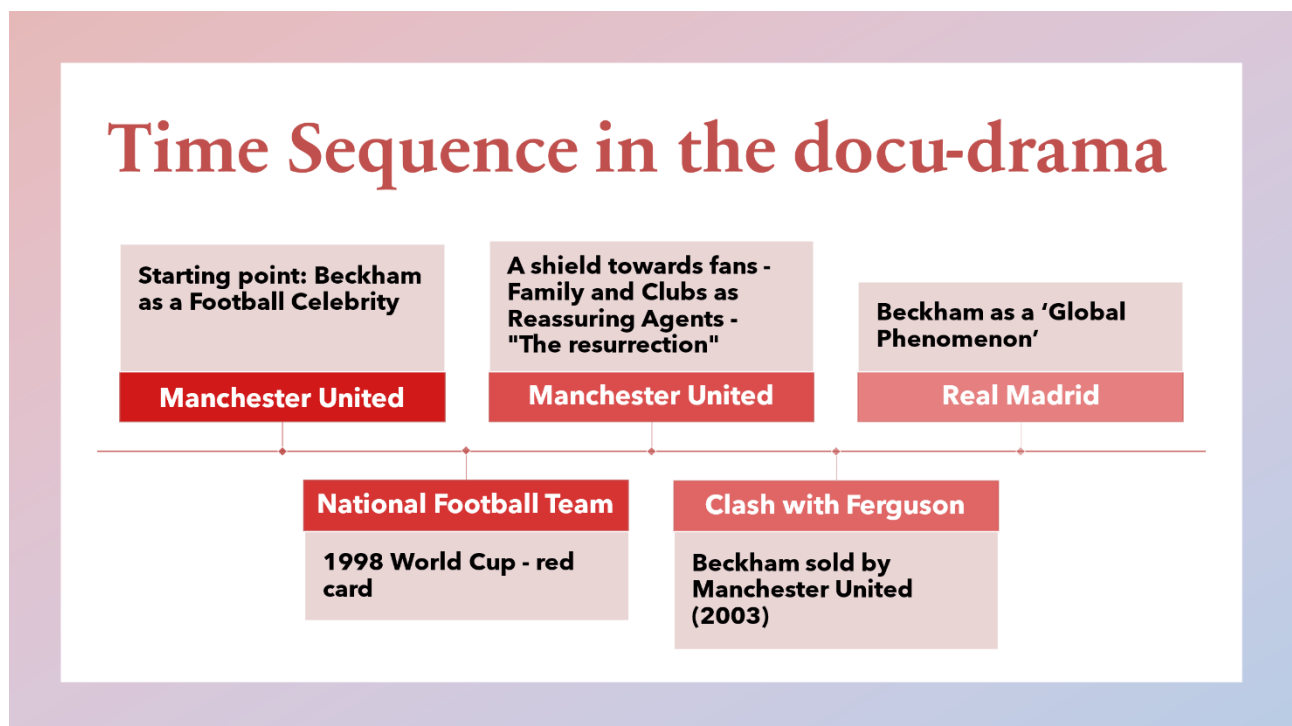 Time Sequence in the docu-drama
Starting point: Beckham
as a Football Celebrity
Manchester United
National Football Team
1998 World Cup - red
card
A shield towards fans -
Family and Clubs as
Reassuring Agents -
"The resurrection"
Manchester United
Clash with Ferguson
Beckham sold by
Manchester United
(2003)
Beckham as a ‘Global
Phenomenon’
Real Madrid